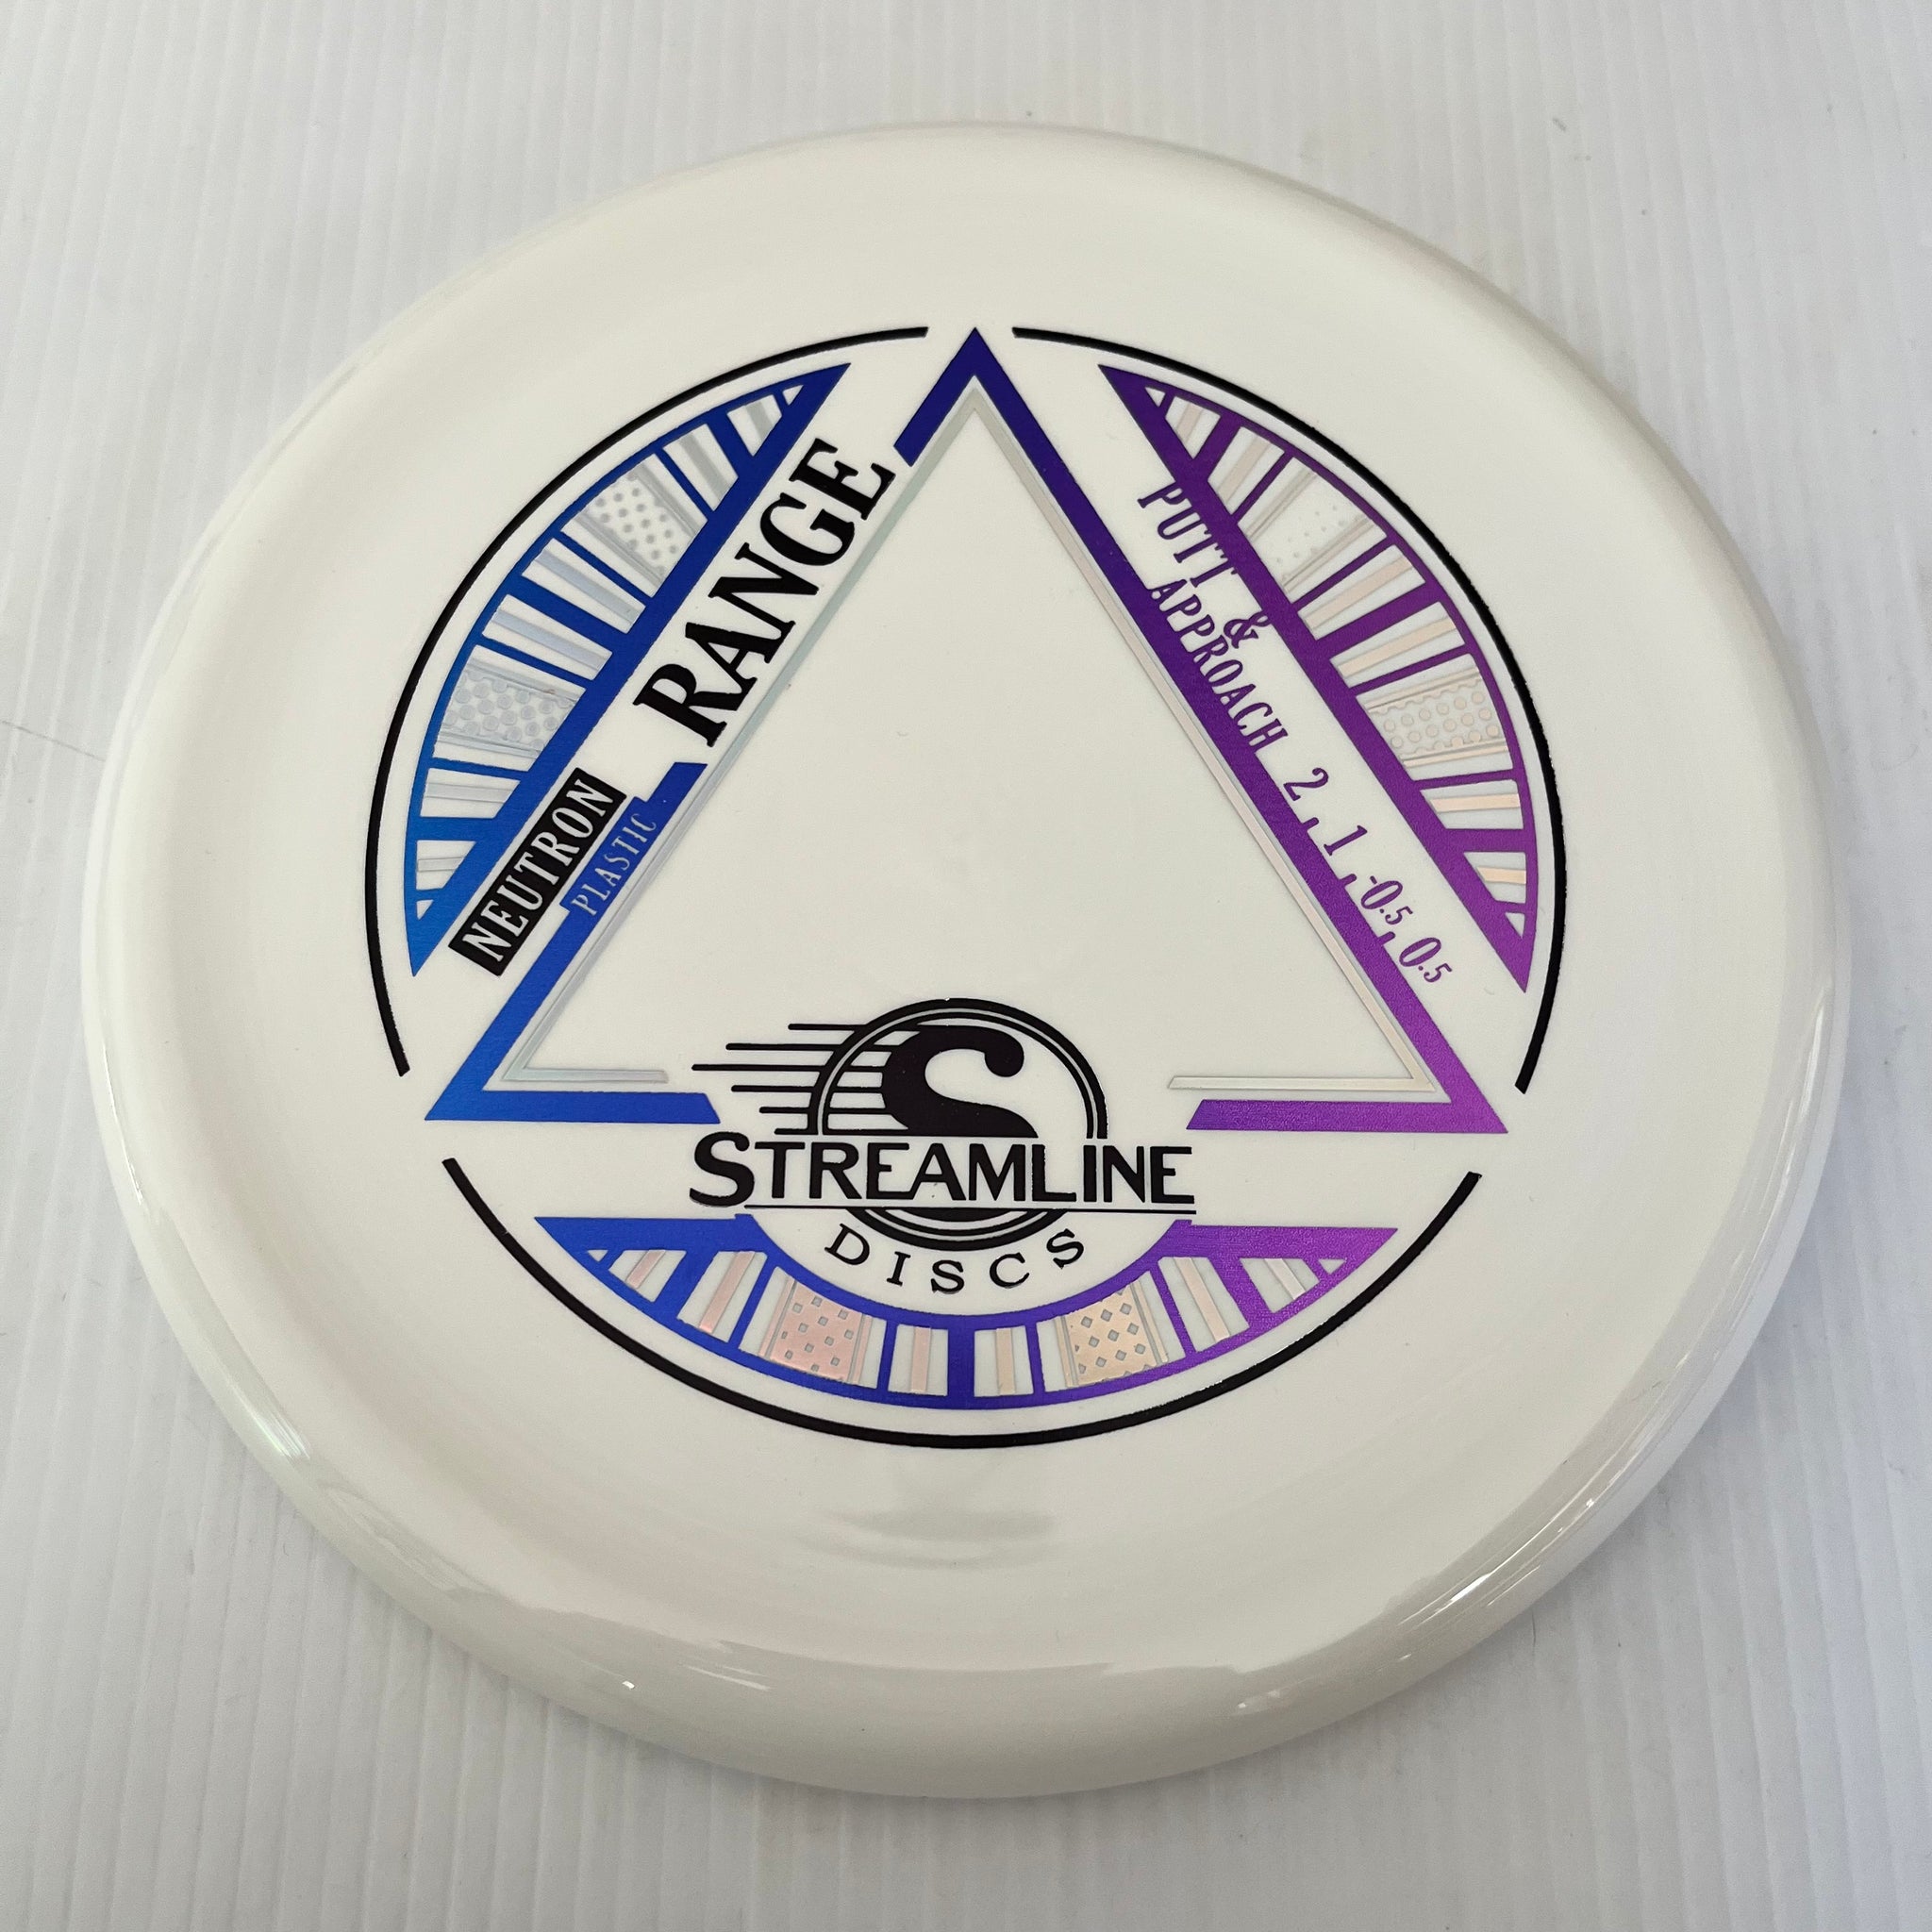 RANGE
NEUTRON
PLASTIC
PUTT &
APPROACH 2, 1, -0.5, 0.5
S
STREAMLINE
DISCS